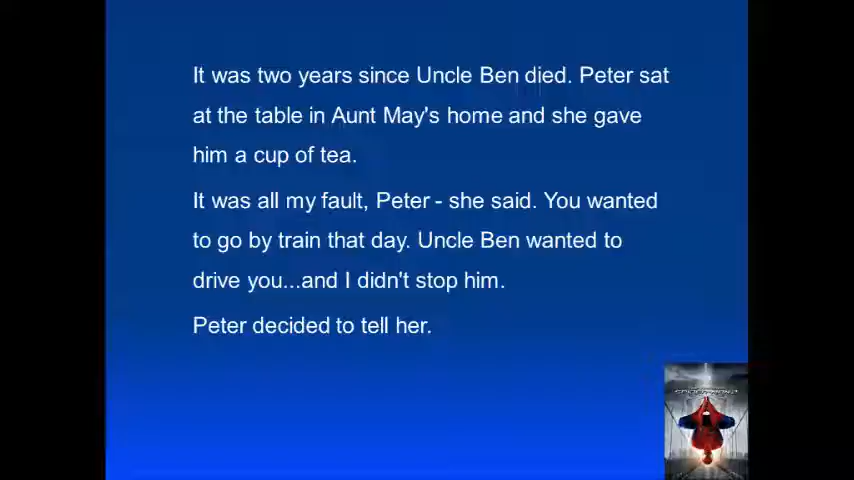 It was two years since Uncle Ben died. Peter sat
at the table in Aunt May's home and she gave
him a cup of tea.
It was all my fault, Peter - she said. You wanted
to go by train that day. Uncle Ben wanted to
drive you...and I didn't stop him.
Peter decided to tell her.